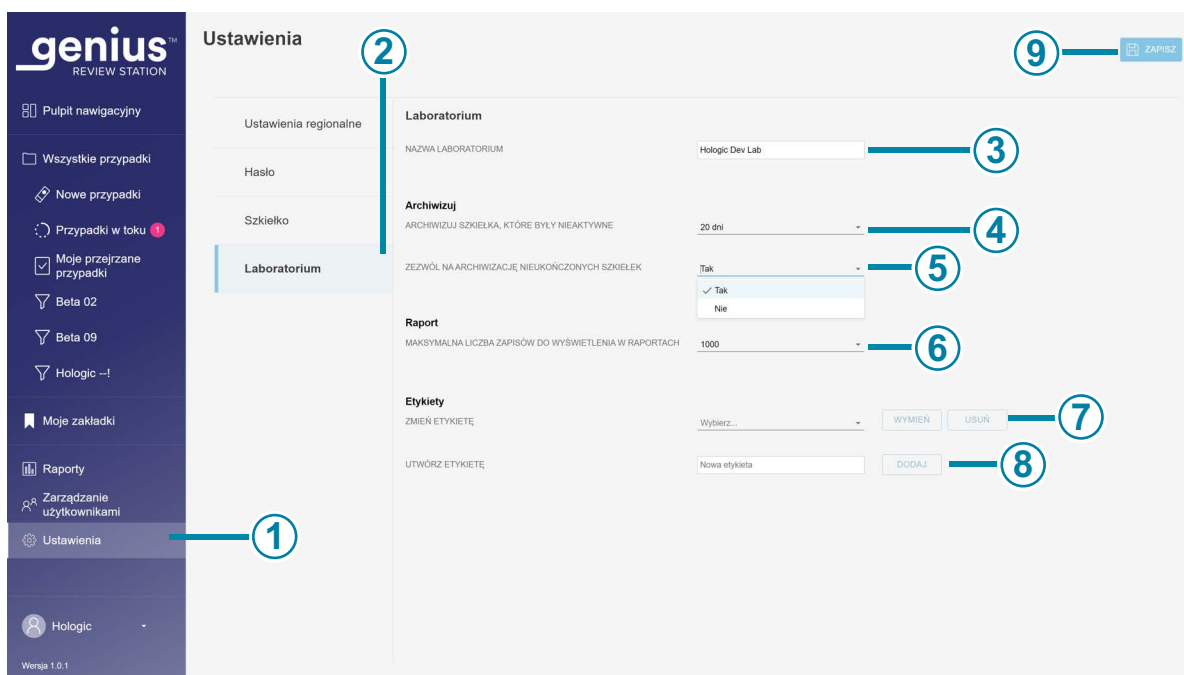 genius™
REVIEW STATION
Pulpit nawigacyjny
Wszystkie przypadki
Nowe przypadki
Przypadki w toku 1
Moje przejrzane
przypadki
Beta 02
Beta 09
Hologic --!
Moje zakładki
Raporty
Zarządzanie
użytkownikami
Ustawienia
Hologic
Wersja 1.0.1
Ustawienia
2
9
ZAPISZ
Ustawienia regionalne
Hasło
Szkiełko
Laboratorium
1
Laboratorium
NAZWA LABORATORIUM Hologic Dev Lab 3
Archiwizuj
ARCHIWIZUJ SZKIEŁKA, KTÓRE BYŁY NIEAKTYWNE 20 dni 4
ZEZWÓL NA ARCHIWIZACJĘ NIEUKOŃCZONYCH SZKIEŁEK Tak 5
Tak
Nie
Raport
MAKSYMALNA LICZBA ZAPISÓW DO WYŚWIETLENIA W RAPORTACH 1000 6
Etykiety
ZMIEŃ ETYKIETĘ Wybierz... WYMIEŃ USUŃ 7
UTWÓRZ ETYKIETĘ Nowa etykieta DODAJ 8